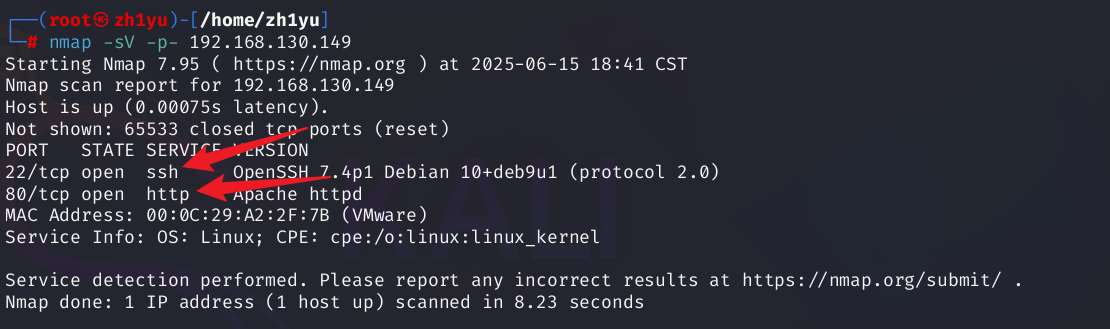 ┌──(root㉿zh1yu)-[/home/zh1yu]
└─# nmap -sV -p- 192.168.130.149
Starting Nmap 7.95 ( https://nmap.org ) at 2025-06-15 18:41 CST
Nmap scan report for 192.168.130.149
Host is up (0.00075s latency).
Not shown: 65533 closed tcp ports (reset)
PORT   STATE SERVICE VERSION
22/tcp open  ssh     OpenSSH 7.4p1 Debian 10+deb9u1 (protocol 2.0)
80/tcp open  http    Apache httpd
MAC Address: 00:0C:29:A2:2F:7B (VMware)
Service Info: OS: Linux; CPE: cpe:/o:linux:linux_kernel

Service detection performed. Please report any incorrect results at https://nmap.org/submit/ .
Nmap done: 1 IP address (1 host up) scanned in 8.23 seconds
KALI